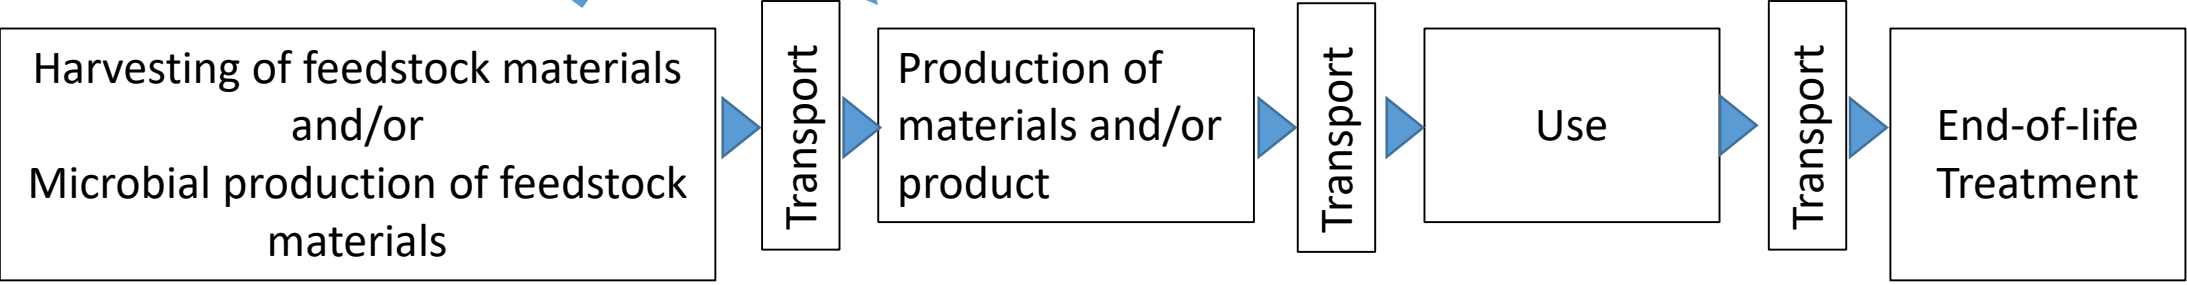 Harvesting of feedstock materials
and/or
Microbial production of feedstock
materials
Transport
Production of
materials and/or
product
Transport
Use
Transport
End-of-life
Treatment